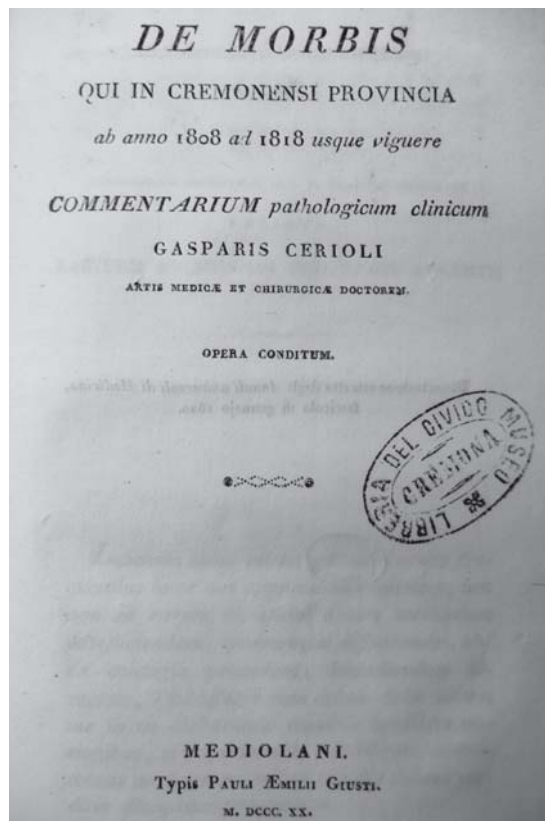 DE MORBIS
QUI IN CREMONENSI PROVINCIA
ab anno 1808 ad 1818 usque viguere
COMMENTARIUM pathologicum clinicum
GASPARIS CERIOLI
ARTIS MEDICÆ ET CHIRURGICÆ DOCTOREM.
OPERA CONDITUM.
LIBRERIA DEL CIVICO MUSEO
CREMONA
MEDIOLANI.
Typis PAULI ÆMILII GIUSTI.
M. DCCC. XX.